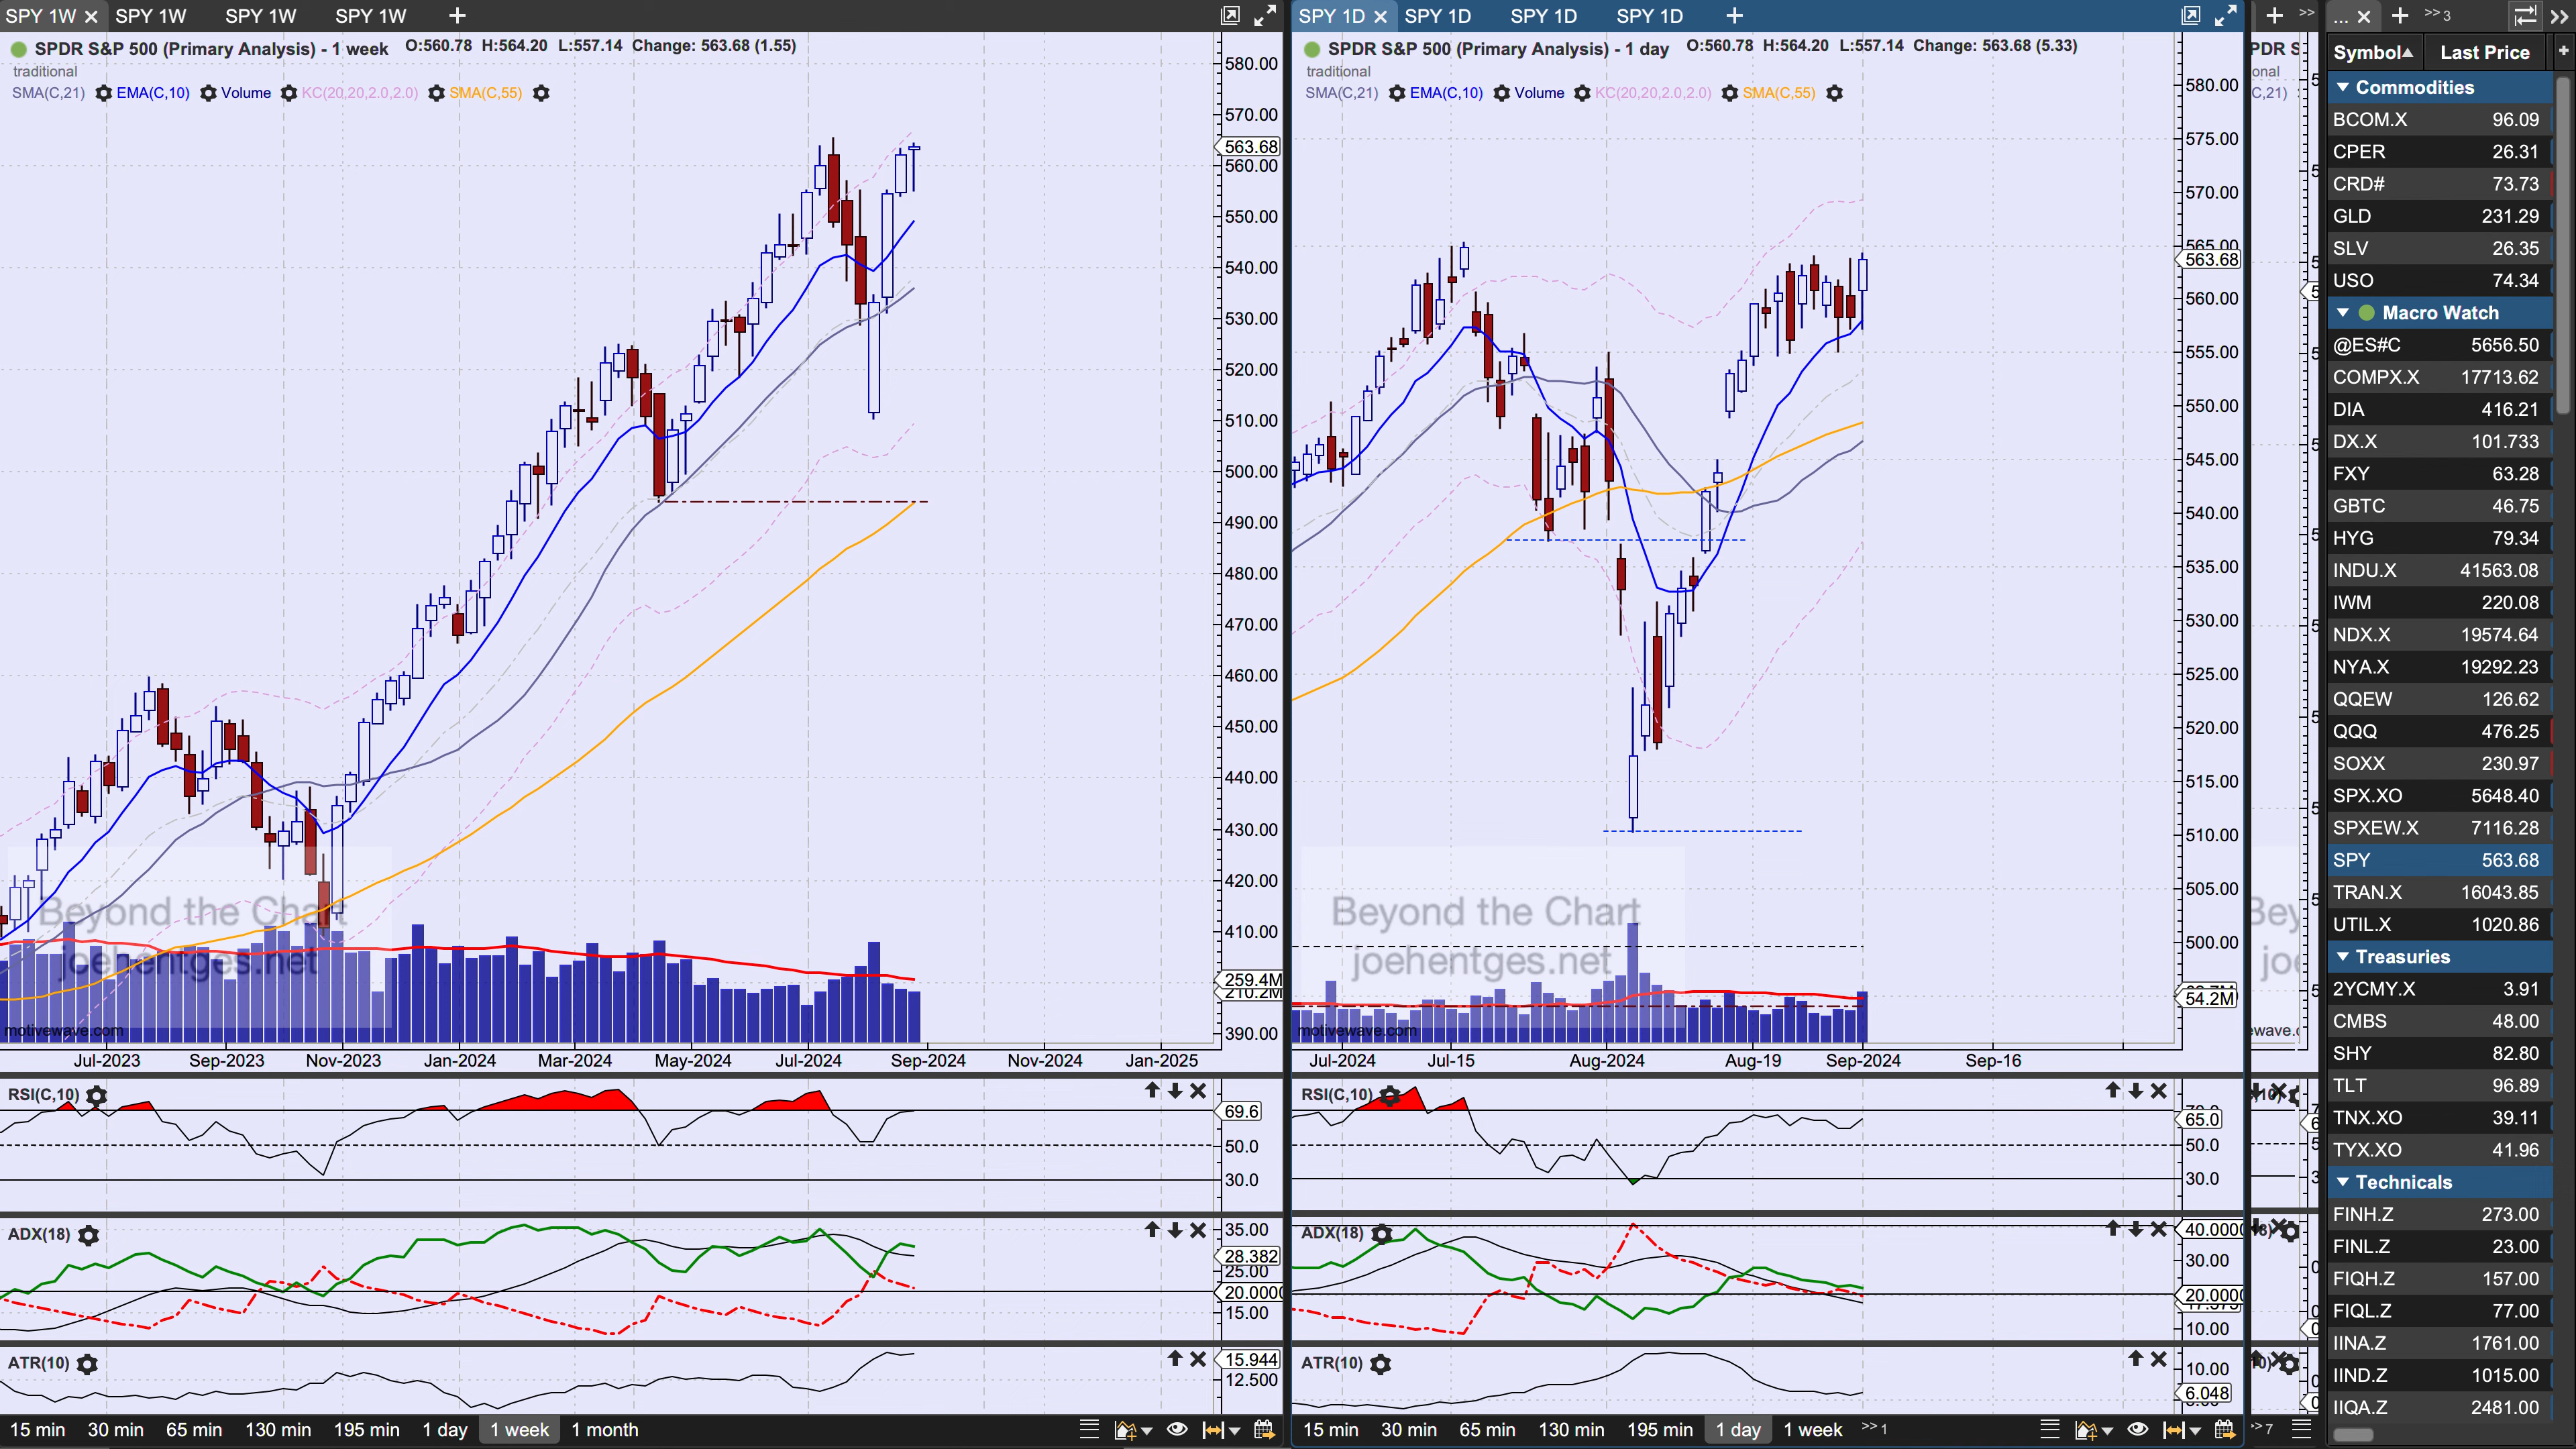 SPY 1W SPY 1W SPY 1W SPY 1W
SPDR S&P 500 (Primary Analysis) - 1 week O:560.78 H:564.20 L:557.14 Change: 563.68 (1.55)
traditional
SMA(C,21) EMA(C,10) Volume KC(20,20,2.0,2.0) SMA(C,55)
580.00
570.00
563.68
560.00
550.00
540.00
530.00
520.00
510.00
500.00
490.00
480.00
470.00
460.00
450.00
440.00
430.00
420.00
410.00
259.4M
210.2M
390.00
Beyond the Chart
joehentges.net
motivewave.com
Jul-2023 Sep-2023 Nov-2023 Jan-2024 Mar-2024 May-2024 Jul-2024 Sep-2024 Nov-2024 Jan-2025
RSI(C,10)
69.6
50.0
30.0
ADX(18)
35.00
28.382
25.00
20.0000
15.00
ATR(10)
15.944
12.500
15 min 30 min 65 min 130 min 195 min 1 day 1 week 1 month
SPY 1D SPY 1D SPY 1D SPY 1D
SPDR S&P 500 (Primary Analysis) - 1 day O:560.78 H:564.20 L:557.14 Change: 563.68 (5.33)
traditional
SMA(C,21) EMA(C,10) Volume KC(20,20,2.0,2.0) SMA(C,55)
580.00
575.00
570.00
565.00
563.68
560.00
555.00
550.00
545.00
540.00
535.00
530.00
525.00
520.00
515.00
510.00
505.00
500.00
54.2M
Beyond the Chart
joehentges.net
motivewave.com
Jul-2024 Jul-15 Aug-2024 Aug-19 Sep-2024 Sep-16
RSI(C,10)
70.0
65.0
50.0
30.0
ADX(18)
40.0000
30.00
20.0000
10.00
ATR(10)
10.00
6.048
15 min 30 min 65 min 130 min 195 min 1 day 1 week >> 1
PDR S
onal
C,21)
Bey
joe
ewave.c
>> 7
... >> 3
Symbol Last Price
Commodities
BCOM.X 96.09
CPER 26.31
CRD# 73.73
GLD 231.29
SLV 26.35
USO 74.34
Macro Watch
@ES#C 5656.50
COMPX.X 17713.62
DIA 416.21
DX.X 101.733
FXY 63.28
GBTC 46.75
HYG 79.34
INDU.X 41563.08
IWM 220.08
NDX.X 19574.64
NYA.X 19292.23
QQEW 126.62
QQQ 476.25
SOXX 230.97
SPX.XO 5648.40
SPXEW.X 7116.28
SPY 563.68
TRAN.X 16043.85
UTIL.X 1020.86
Treasuries
2YCMY.X 3.91
CMBS 48.00
SHY 82.80
TLT 96.89
TNX.XO 39.11
TYX.XO 41.96
Technicals
FINH.Z 273.00
FINL.Z 23.00
FIQH.Z 157.00
FIQL.Z 77.00
IINA.Z 1761.00
IIND.Z 1015.00
IIQA.Z 2481.00